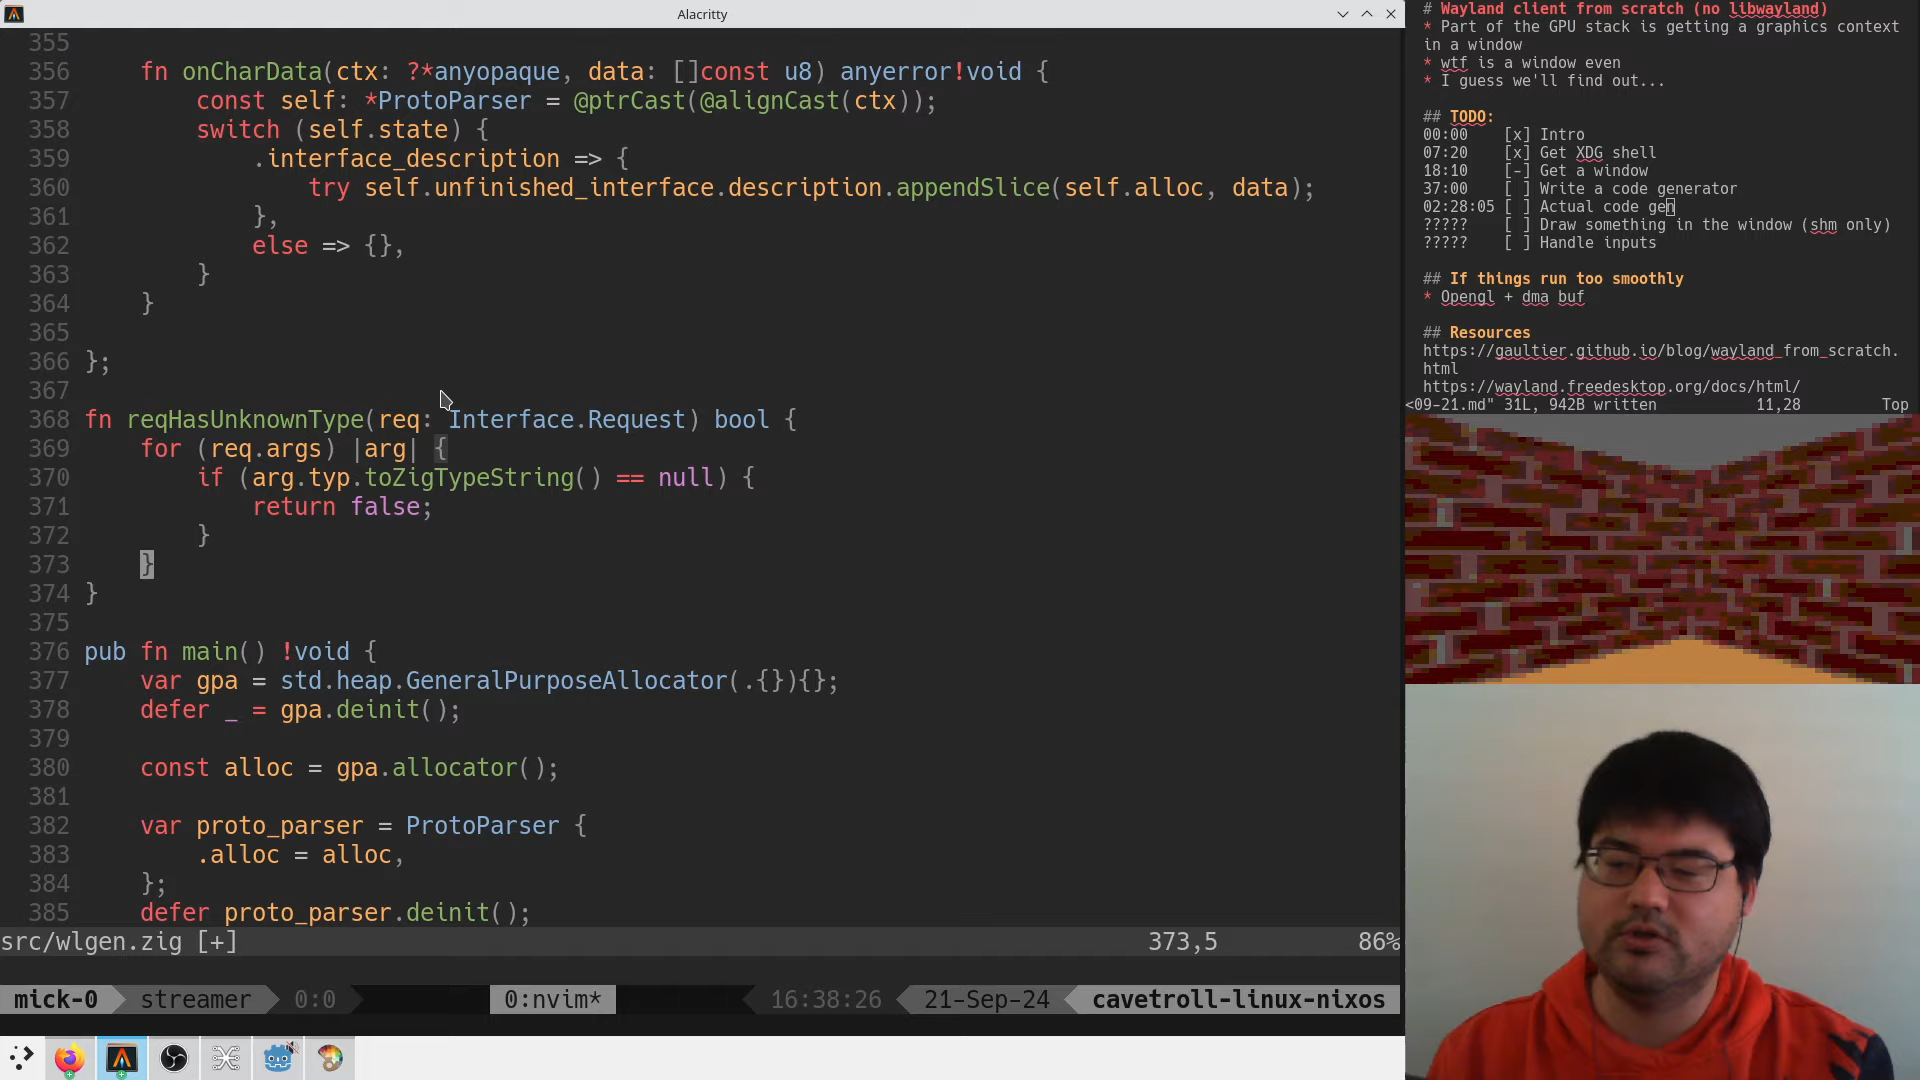 Alacritty
355
356     fn onCharData(ctx: ?*anyopaque, data: []const u8) anyerror!void {
357         const self: *ProtoParser = @ptrCast(@alignCast(ctx));
358         switch (self.state) {
359             .interface_description => {
360                 try self.unfinished_interface.description.appendSlice(self.alloc, data);
361             },
362             else => {},
363         }
364     }
365
366 };
367
368 fn reqHasUnknownType(req: Interface.Request) bool {
369     for (req.args) |arg| {
370         if (arg.typ.toZigTypeString() == null) {
371             return false;
372         }
373     }
374 }
375
376 pub fn main() !void {
377     var gpa = std.heap.GeneralPurposeAllocator(.{}){};
378     defer _ = gpa.deinit();
379
380     const alloc = gpa.allocator();
381
382     var proto_parser = ProtoParser {
383         .alloc = alloc,
384     };
385     defer proto_parser.deinit();
src/wlgen.zig [+] 373,5 86%
mick-0 streamer 0:0 0:nvim* 16:38:26 21-Sep-24 cavetroll-linux-nixos
# Wayland client from scratch (no libwayland)
* Part of the GPU stack is getting a graphics context
in a window
* wtf is a window even
* I guess we'll find out...
## TODO:
00:00    [x] Intro
07:20    [x] Get XDG shell
18:10    [-] Get a window
37:00    [ ] Write a code generator
02:28:05 [ ] Actual code gen
?????    [ ] Draw something in the window (shm only)
?????    [ ] Handle inputs
## If things run too smoothly
* Opengl + dma buf
## Resources
https://gaultier.github.io/blog/wayland_from_scratch.
html
https://wayland.freedesktop.org/docs/html/
<09-21.md" 31L, 942B written 11,28 Top